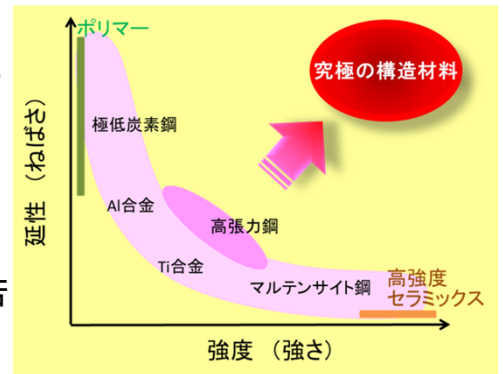 ポリマー
究極の構造材料
極低炭素鋼
延性 （ねばさ）
Al合金
高張力鋼
Ti合金
マルテンサイト鋼
高強度
セラミックス
強度 （強さ）